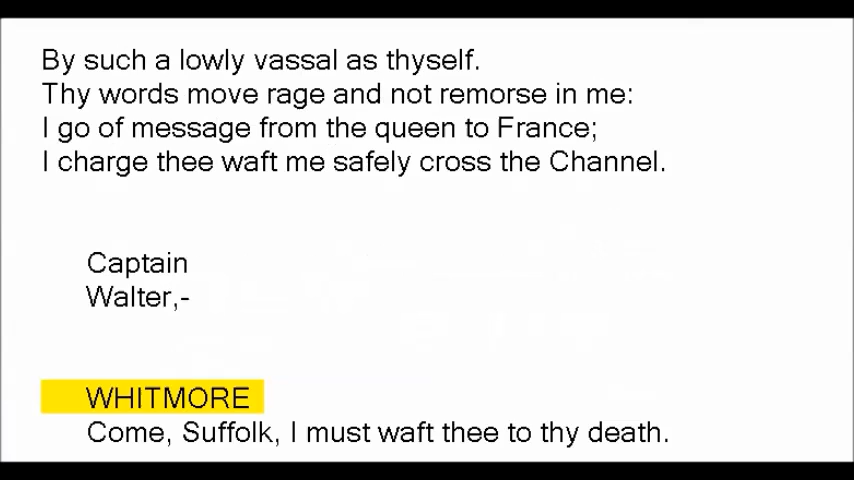 By such a lowly vassal as thyself.
Thy words move rage and not remorse in me:
I go of message from the queen to France;
I charge thee waft me safely cross the Channel.
Captain
Walter,-
WHITMORE
Come, Suffolk, I must waft thee to thy death.